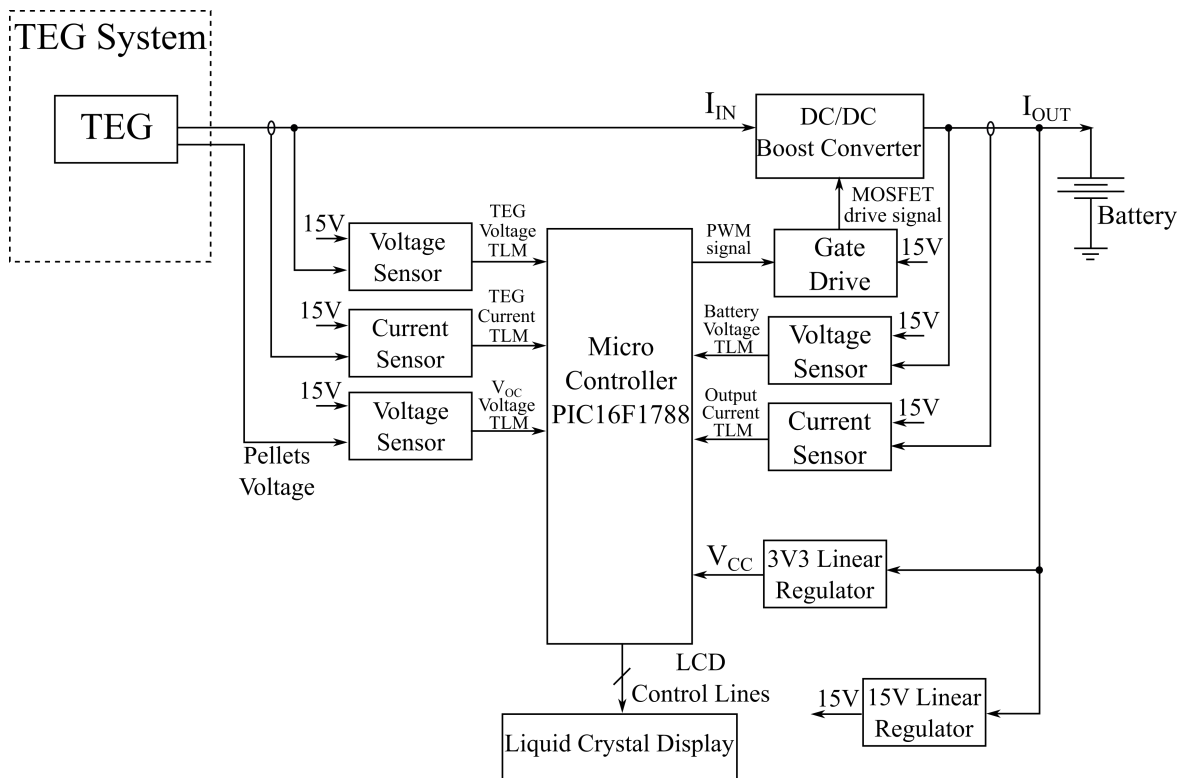 TEG System
TEG
I_IN
DC/DC
Boost Converter
I_OUT
Battery
MOSFET
drive signal
15V
Voltage
Sensor
TEG
Voltage
TLM
PWM
signal
Gate
Drive
15V
15V
Current
Sensor
TEG
Current
TLM
Micro
Controller
PIC16F1788
Battery
Voltage
TLM
Voltage
Sensor
15V
15V
Voltage
Sensor
V_OC
Voltage
TLM
Output
Current
TLM
Current
Sensor
15V
Pellets
Voltage
V_CC
3V3 Linear
Regulator
LCD
Control Lines
15V
15V Linear
Regulator
Liquid Crystal Display